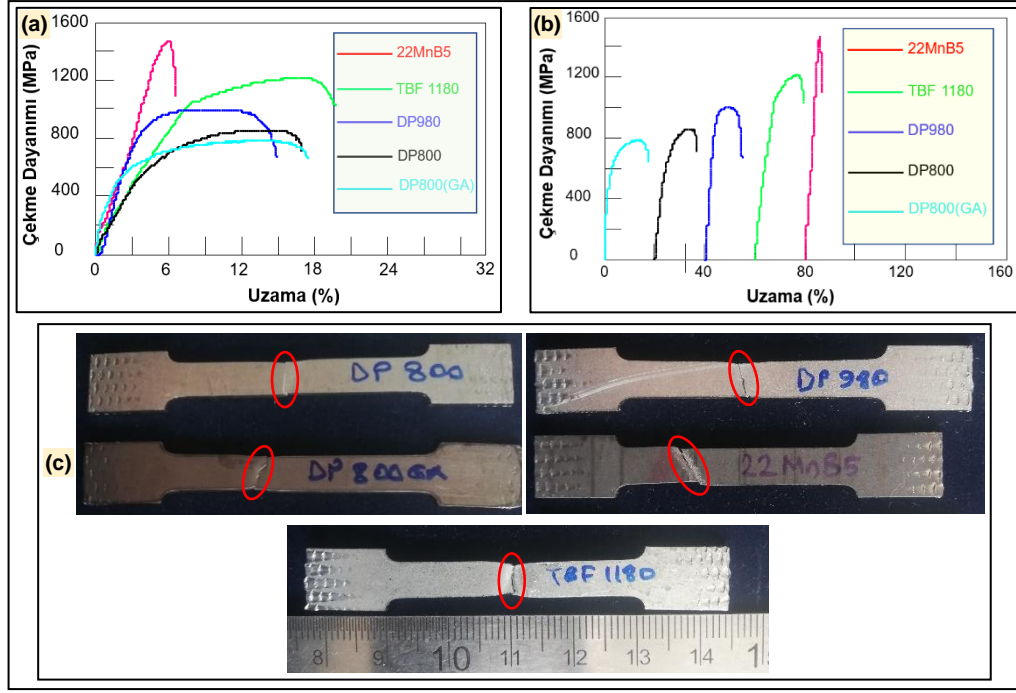 (a)
1600
1200
800
400
0
Çekme Dayanımı (MPa)
0 6 12 18 24 32
Uzama (%)
22MnB5
TBF 1180
DP980
DP800
DP800(GA)
(b)
1600
1200
800
400
0
Çekme Dayanımı (MPa)
0 40 80 120 160
Uzama (%)
22MnB5
TBF 1180
DP980
DP800
DP800(GA)
(c)
DP 800
DP 980
DP 800GA
22MnB5
TBF 1180
8 9 10 11 12 13 14